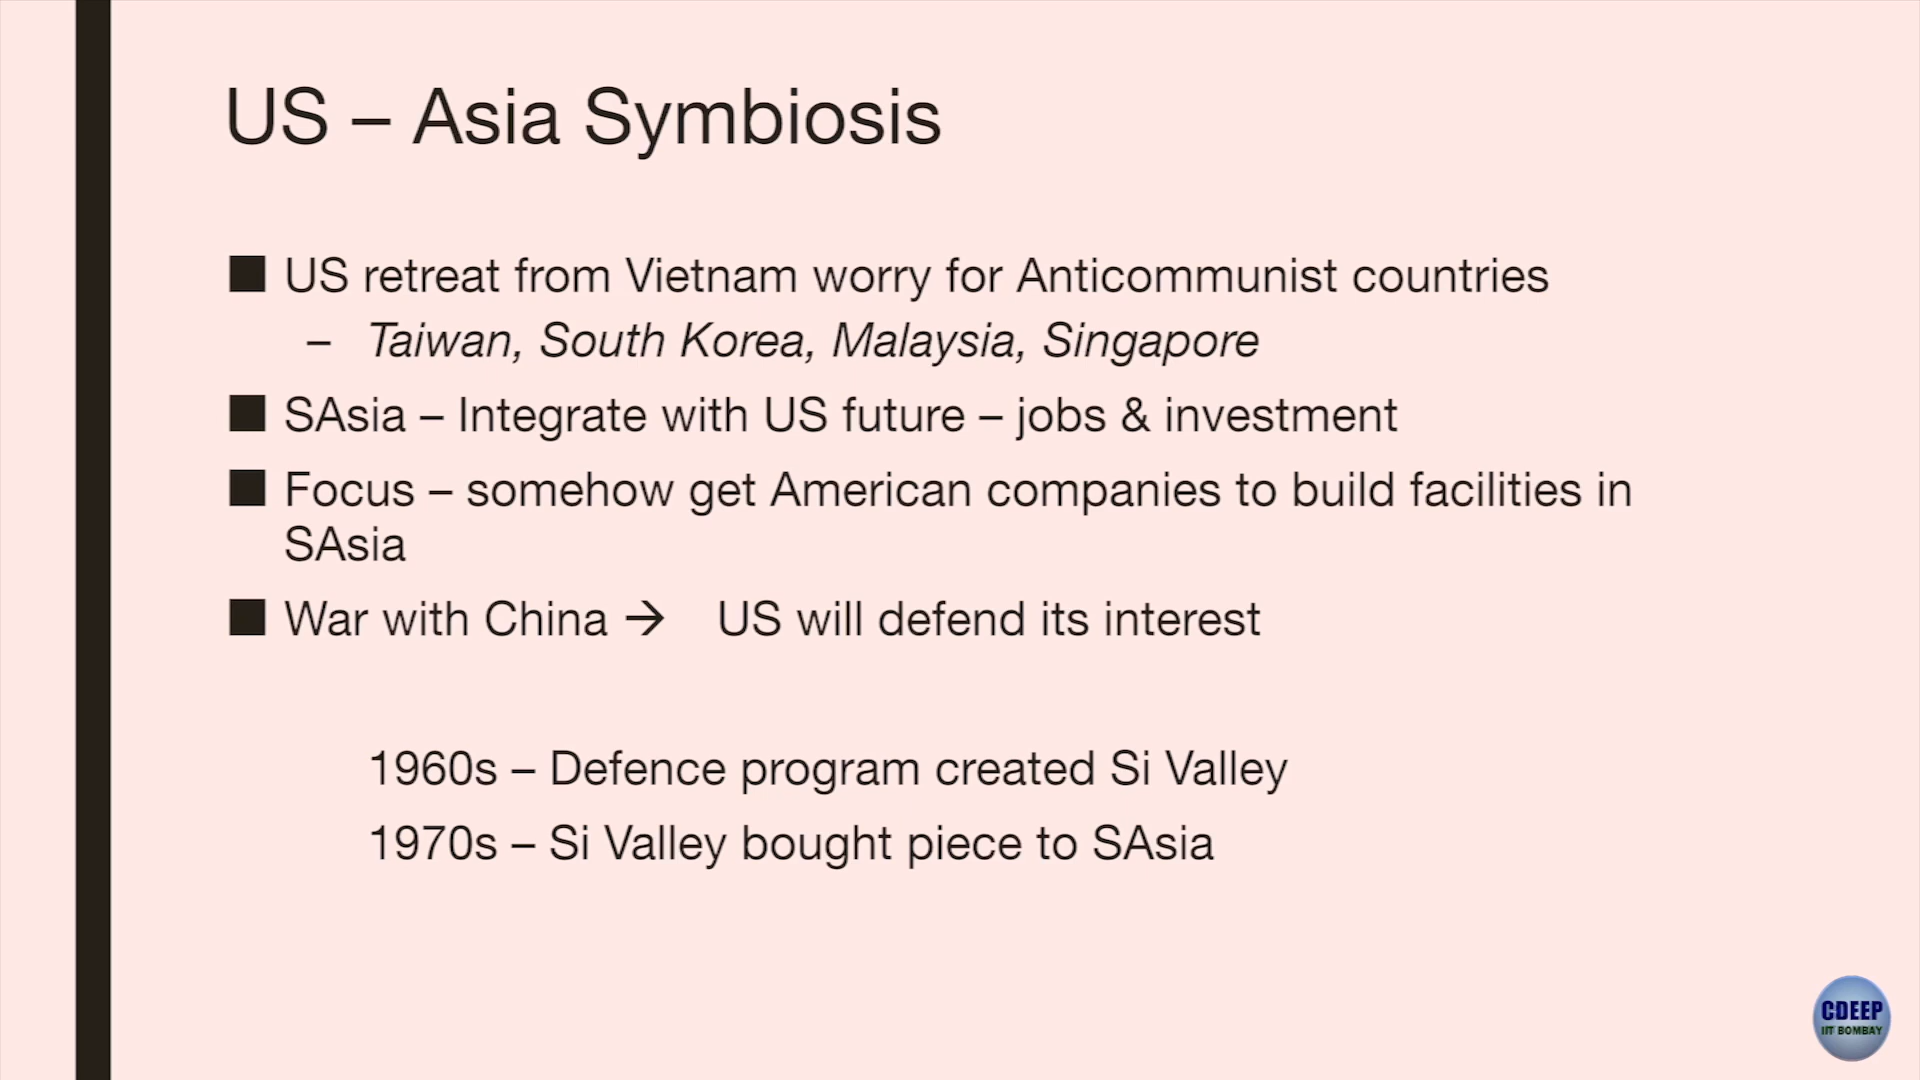 US – Asia Symbiosis
■ US retreat from Vietnam worry for Anticommunist countries
– Taiwan, South Korea, Malaysia, Singapore
■ SAsia – Integrate with US future – jobs & investment
■ Focus – somehow get American companies to build facilities in
SAsia
■ War with China → US will defend its interest
1960s – Defence program created Si Valley
1970s – Si Valley bought piece to SAsia
CDEEP
IIT BOMBAY